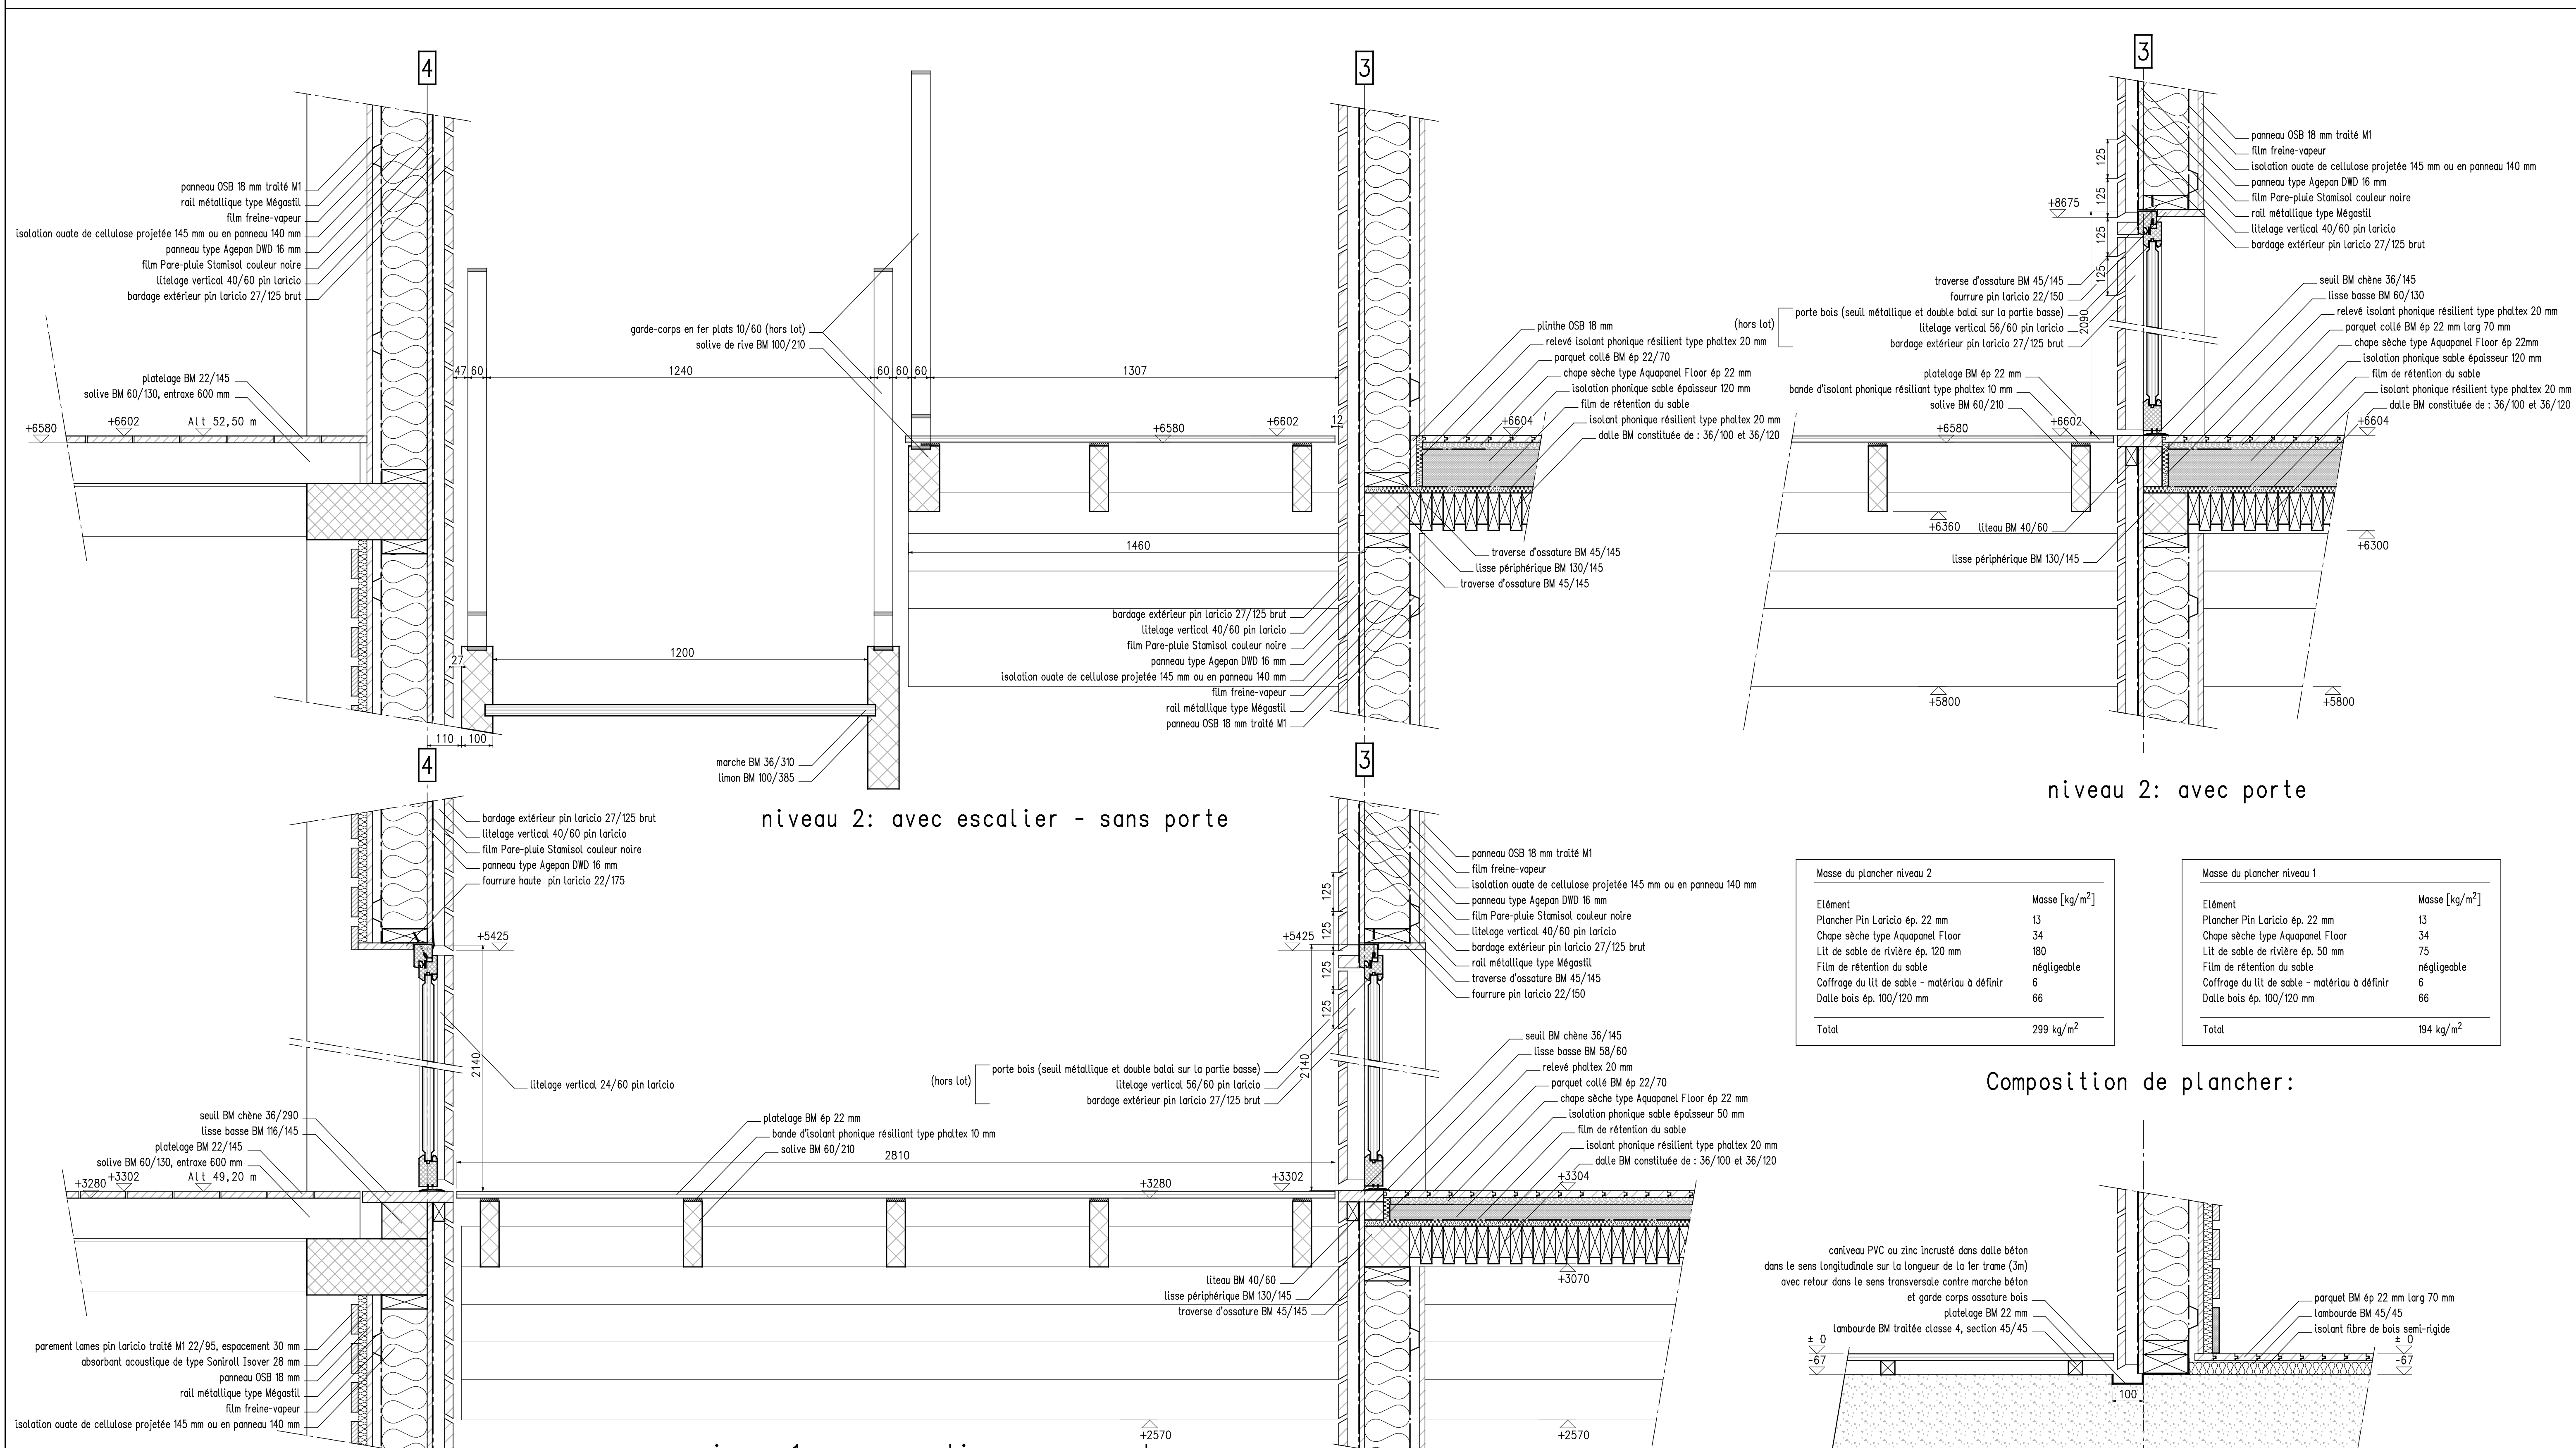 4
3
3
panneau OSB 18 mm traité M1
rail métallique type Mégastil
film freine-vapeur
isolation ouate de cellulose projetée 145 mm ou en panneau 140 mm
panneau type Agepan DWD 16 mm
film Pare-pluie Stamisol couleur noire
litelage vertical 40/60 pin laricio
bardage extérieur pin laricio 27/125 brut
platelage BM 22/145
solive BM 60/130, entraxe 600 mm
+6580
+6602
Alt 52,50 m
garde-corps en fer plats 10/60 (hors lot)
solive de rive BM 100/210
47 60
1240
60 60 60
1307
12
+6580
+6602
1460
27
1200
110 100
marche BM 36/310
limon BM 100/385
plinthe OSB 18 mm
relevé isolant phonique résilient type phaltex 20 mm
parquet collé BM ép 22/70
chape sèche type Aquapanel Floor ép 22 mm
isolation phonique sable épaisseur 120 mm
film de rétention du sable
isolant phonique résilient type phaltex 20 mm
dalle BM constituée de : 36/100 et 36/120
+6604
traverse d'ossature BM 45/145
lisse périphérique BM 130/145
traverse d'ossature BM 45/145
bardage extérieur pin laricio 27/125 brut
litelage vertical 40/60 pin laricio
film Pare-pluie Stamisol couleur noire
panneau type Agepan DWD 16 mm
isolation ouate de cellulose projetée 145 mm ou en panneau 140 mm
film freine-vapeur
rail métallique type Mégastil
panneau OSB 18 mm traité M1
niveau 2: avec escalier - sans porte
panneau OSB 18 mm traité M1
film freine-vapeur
isolation ouate de cellulose projetée 145 mm ou en panneau 140 mm
panneau type Agepan DWD 16 mm
film Pare-pluie Stamisol couleur noire
rail métallique type Mégastil
litelage vertical 40/60 pin laricio
bardage extérieur pin laricio 27/125 brut
125
125
125
125
+8675
2090
traverse d'ossature BM 45/145
fourrure pin laricio 22/150
(hors lot)
porte bois (seuil métallique et double balai sur la partie basse)
litelage vertical 56/60 pin laricio
bardage extérieur pin laricio 27/125 brut
platelage BM ép 22 mm
bande d'isolant phonique résiliant type phaltex 10 mm
solive BM 60/210
+6580
+6602
+6604
seuil BM chêne 36/145
lisse basse BM 60/130
relevé isolant phonique résilient type phaltex 20 mm
parquet collé BM ép 22 mm larg 70 mm
chape sèche type Aquapanel Floor ép 22mm
isolation phonique sable épaisseur 120 mm
film de rétention du sable
isolant phonique résilient type phaltex 20 mm
dalle BM constituée de : 36/100 et 36/120
+6360
liteau BM 40/60
lisse périphérique BM 130/145
+6300
+5800
+5800
niveau 2: avec porte
4
3
bardage extérieur pin laricio 27/125 brut
litelage vertical 40/60 pin laricio
film Pare-pluie Stamisol couleur noire
panneau type Agepan DWD 16 mm
fourrure haute pin laricio 22/175
+5425
2140
litelage vertical 24/60 pin laricio
seuil BM chêne 36/290
lisse basse BM 116/145
platelage BM 22/145
solive BM 60/130, entraxe 600 mm
+3280
+3302
Alt 49,20 m
platelage BM ép 22 mm
bande d'isolant phonique résiliant type phaltex 10 mm
solive BM 60/210
2810
+3280
+3302
(hors lot)
porte bois (seuil métallique et double balai sur la partie basse)
litelage vertical 56/60 pin laricio
bardage extérieur pin laricio 27/125 brut
+5425
2140
125
125
125
125
panneau OSB 18 mm traité M1
film freine-vapeur
isolation ouate de cellulose projetée 145 mm ou en panneau 140 mm
panneau type Agepan DWD 16 mm
film Pare-pluie Stamisol couleur noire
litelage vertical 40/60 pin laricio
bardage extérieur pin laricio 27/125 brut
rail métallique type Mégastil
traverse d'ossature BM 45/145
fourrure pin laricio 22/150
seuil BM chêne 36/145
lisse basse BM 58/60
relevé phaltex 20 mm
parquet collé BM ép 22/70
chape sèche type Aquapanel Floor ép 22 mm
isolation phonique sable épaisseur 50 mm
film de rétention du sable
isolant phonique résilient type phaltex 20 mm
dalle BM constituée de : 36/100 et 36/120
+3304
+3070
liteau BM 40/60
lisse périphérique BM 130/145
traverse d'ossature BM 45/145
+2570
+2570
parement lames pin laricio traité M1 22/95, espacement 30 mm
absorbant acoustique de type Soniroll Isover 28 mm
panneau OSB 18 mm
rail métallique type Mégastil
film freine-vapeur
isolation ouate de cellulose projetée 145 mm ou en panneau 140 mm
Masse du plancher niveau 2
Elément Masse [kg/m²]
Plancher Pin Laricio ép. 22 mm 13
Chape sèche type Aquapanel Floor 34
Lit de sable de rivière ép. 120 mm 180
Film de rétention du sable négligeable
Coffrage du lit de sable - matériau à définir 6
Dalle bois ép. 100/120 mm 66
Total 299 kg/m²
Masse du plancher niveau 1
Elément Masse [kg/m²]
Plancher Pin Laricio ép. 22 mm 13
Chape sèche type Aquapanel Floor 34
Lit de sable de rivière ép. 50 mm 75
Film de rétention du sable négligeable
Coffrage du lit de sable - matériau à définir 6
Dalle bois ép. 100/120 mm 66
Total 194 kg/m²
Composition de plancher:
caniveau PVC ou zinc incrusté dans dalle béton
dans le sens longitudinale sur la longueur de la 1er trame (3m)
avec retour dans le sens transversale contre marche béton
et garde corps ossature bois
platelage BM 22 mm
lambourde BM traitée classe 4, section 45/45
± 0
-67
100
parquet BM ép 22 mm larg 70 mm
lambourde BM 45/45
isolant fibre de bois semi-rigide
± 0
-67